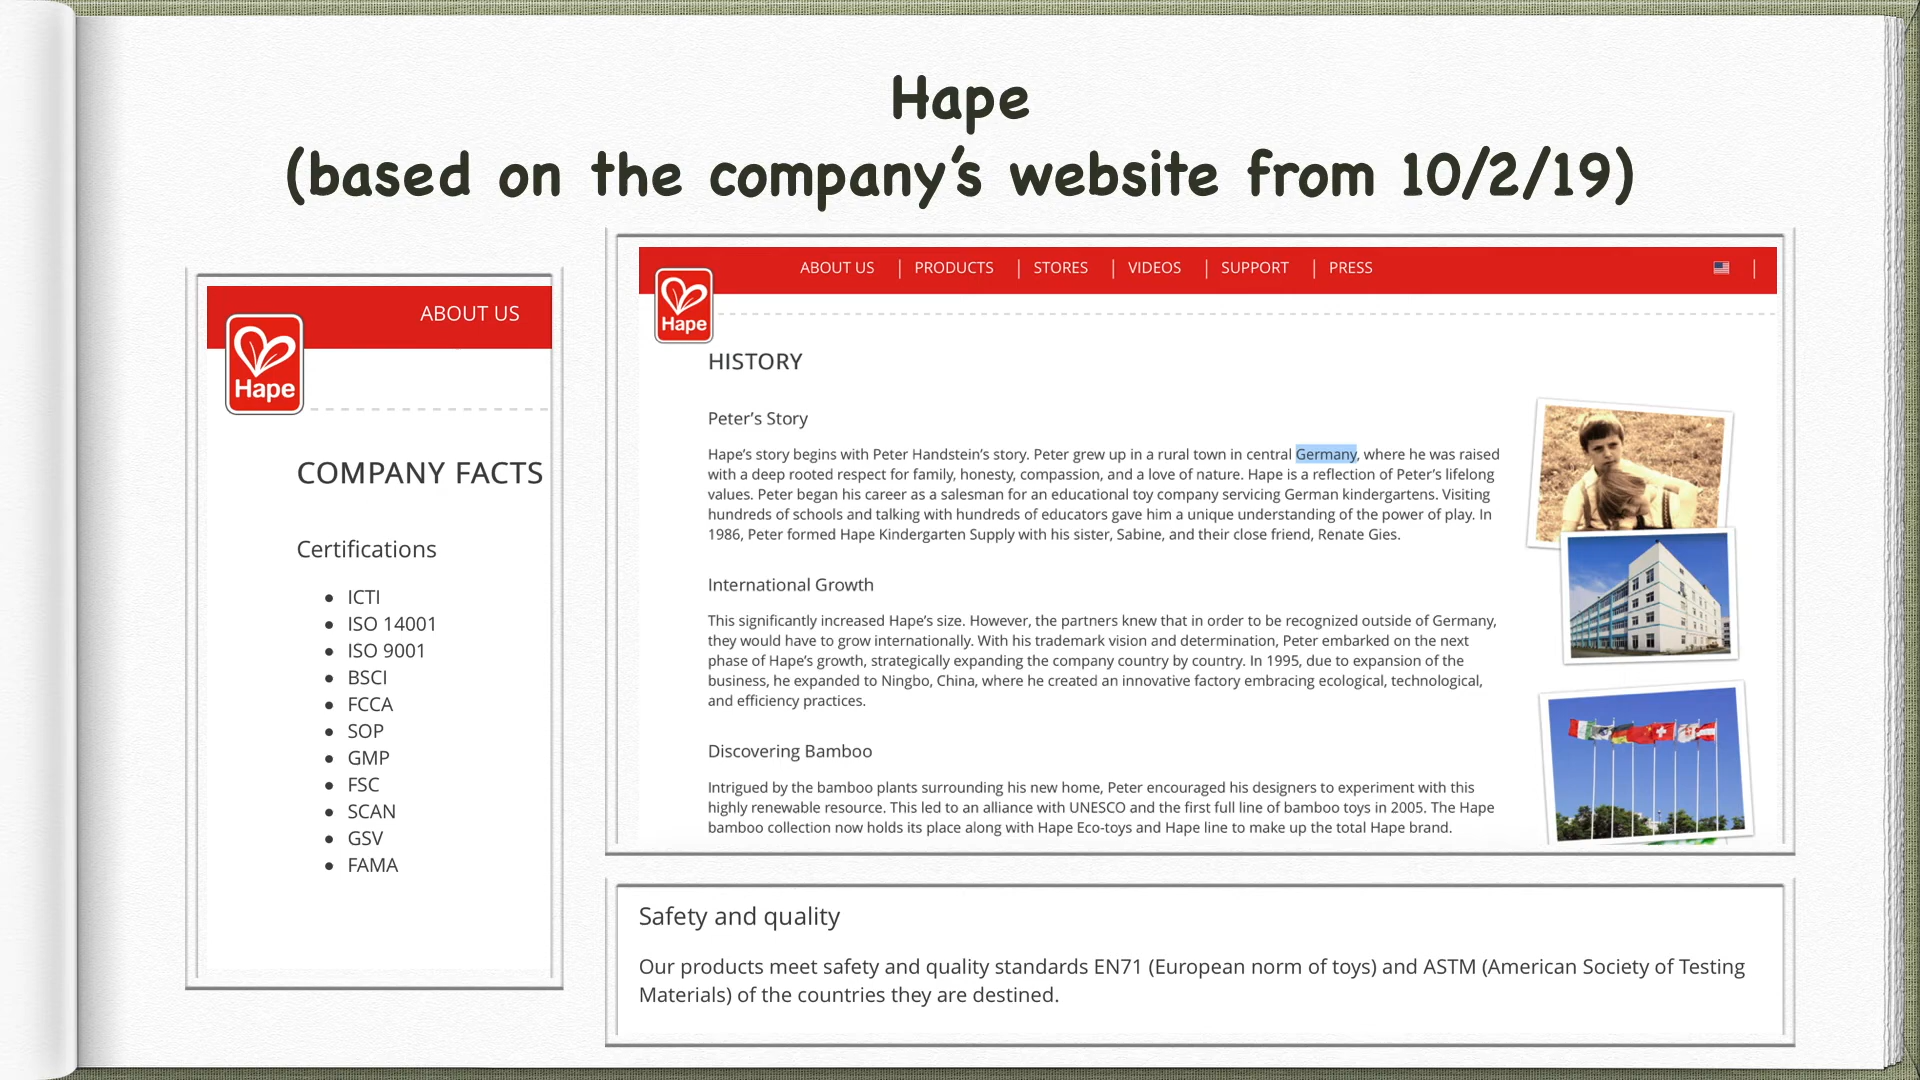 Hape
(based on the company’s website from 10/2/19)
ABOUT US
Hape
COMPANY FACTS
Certifications
• ICTI
• ISO 14001
• ISO 9001
• BSCI
• FCCA
• SOP
• GMP
• FSC
• SCAN
• GSV
• FAMA
ABOUT US | PRODUCTS | STORES | VIDEOS | SUPPORT | PRESS |
Hape
HISTORY
Peter’s Story
Hape’s story begins with Peter Handstein’s story. Peter grew up in a rural town in central Germany, where he was raised
with a deep rooted respect for family, honesty, compassion, and a love of nature. Hape is a reflection of Peter’s lifelong
values. Peter began his career as a salesman for an educational toy company servicing German kindergartens. Visiting
hundreds of schools and talking with hundreds of educators gave him a unique understanding of the power of play. In
1986, Peter formed Hape Kindergarten Supply with his sister, Sabine, and their close friend, Renate Gies.
International Growth
This significantly increased Hape’s size. However, the partners knew that in order to be recognized outside of Germany,
they would have to grow internationally. With his trademark vision and determination, Peter embarked on the next
phase of Hape’s growth, strategically expanding the company country by country. In 1995, due to expansion of the
business, he expanded to Ningbo, China, where he created an innovative factory embracing ecological, technological,
and efficiency practices.
Discovering Bamboo
Intrigued by the bamboo plants surrounding his new home, Peter encouraged his designers to experiment with this
highly renewable resource. This led to an alliance with UNESCO and the first full line of bamboo toys in 2005. The Hape
bamboo collection now holds its place along with Hape Eco-toys and Hape line to make up the total Hape brand.
Safety and quality
Our products meet safety and quality standards EN71 (European norm of toys) and ASTM (American Society of Testing
Materials) of the countries they are destined.